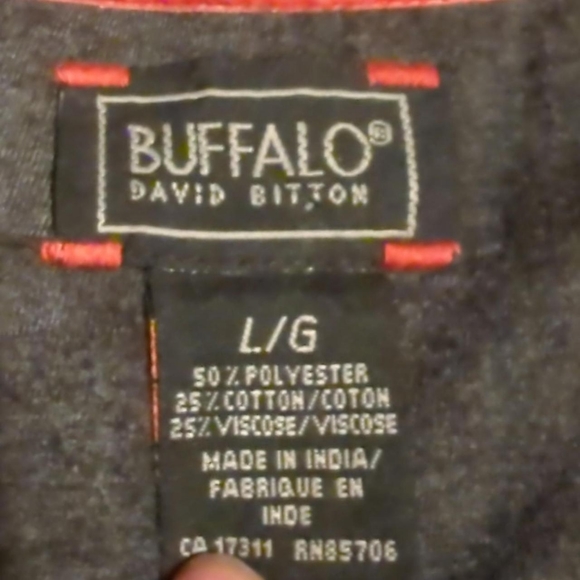 BUFFALO®
DAVID BITTON
L/G
50% POLYESTER
25% COTTON/COTON
25% VISCOSE/VISCOSE
MADE IN INDIA/
FABRIQUE EN
INDE
CA 17311 RN85706